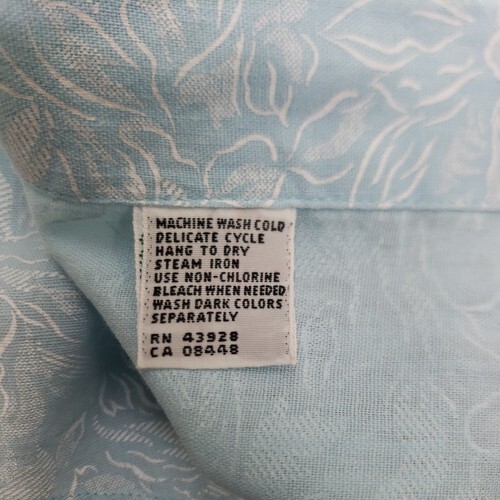 MACHINE WASH COLD
DELICATE CYCLE
HANG TO DRY
STEAM IRON
USE NON-CHLORINE
BLEACH WHEN NEEDED
WASH DARK COLORS
SEPARATELY
RN 43928
CA 08448